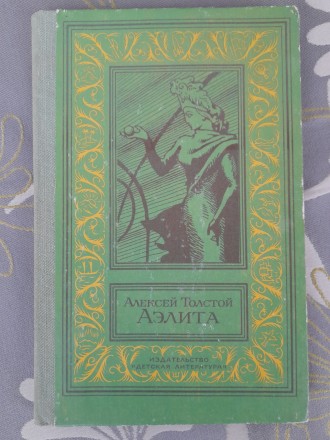 Алексей Толстой
Аэлита
Издательство
«Детская литература»